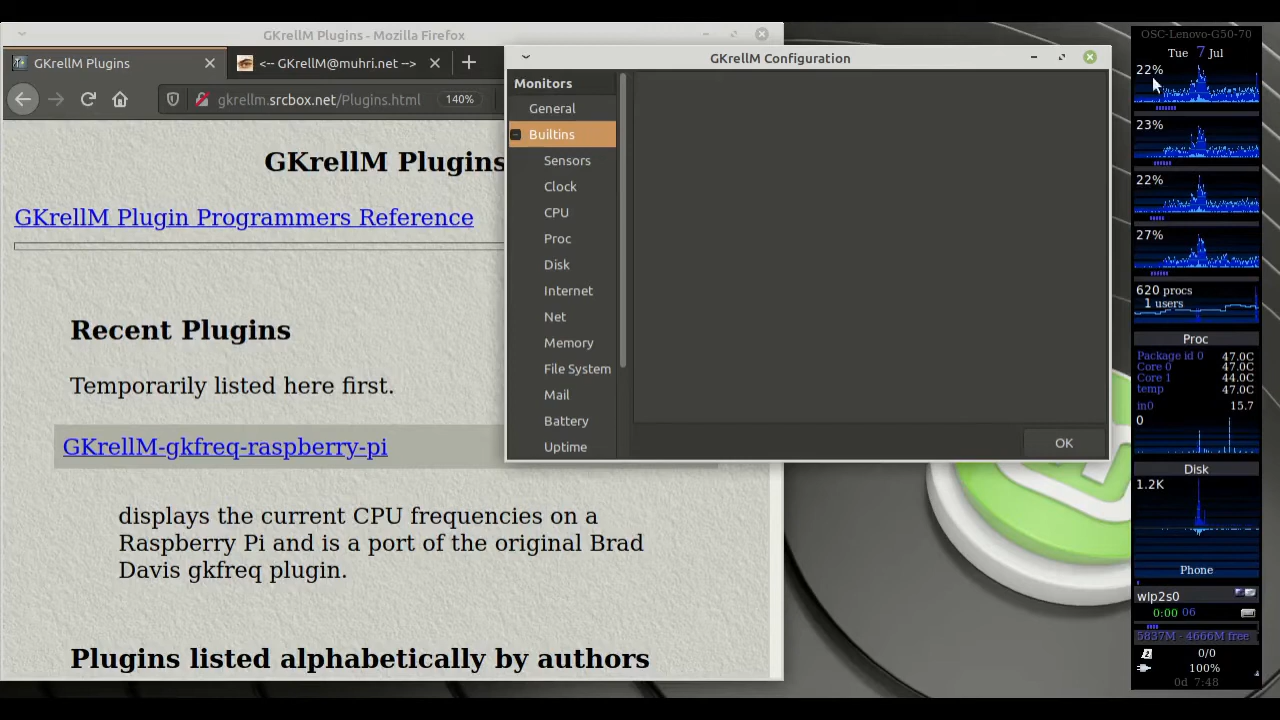 GKrellM Plugins - Mozilla Firefox
GKrellM Plugins
<-- GKrellM@muhri.net -->
gkrellm.srcbox.net/Plugins.html
140%
GKrellM Plugins
GKrellM Plugin Programmers Reference
Recent Plugins
Temporarily listed here first.
GKrellM-gkfreq-raspberry-pi
displays the current CPU frequencies on a
Raspberry Pi and is a port of the original Brad
Davis gkfreq plugin.
Plugins listed alphabetically by authors
GKrellM Configuration
Monitors
General
Builtins
Sensors
Clock
CPU
Proc
Disk
Internet
Net
Memory
File System
Mail
Battery
Uptime
OK
OSC-Lenovo-G50-70
Tue 7 Jul
22%
23%
22%
27%
620 procs
1 users
Proc
Package id 0 47.0C
Core 0 47.0C
Core 1 44.0C
temp 47.0C
in0 15.7
0
Disk
1.2K
Phone
wlp2s0
0:00 06
5837M - 4666M free
0/0
100%
0d 7:48